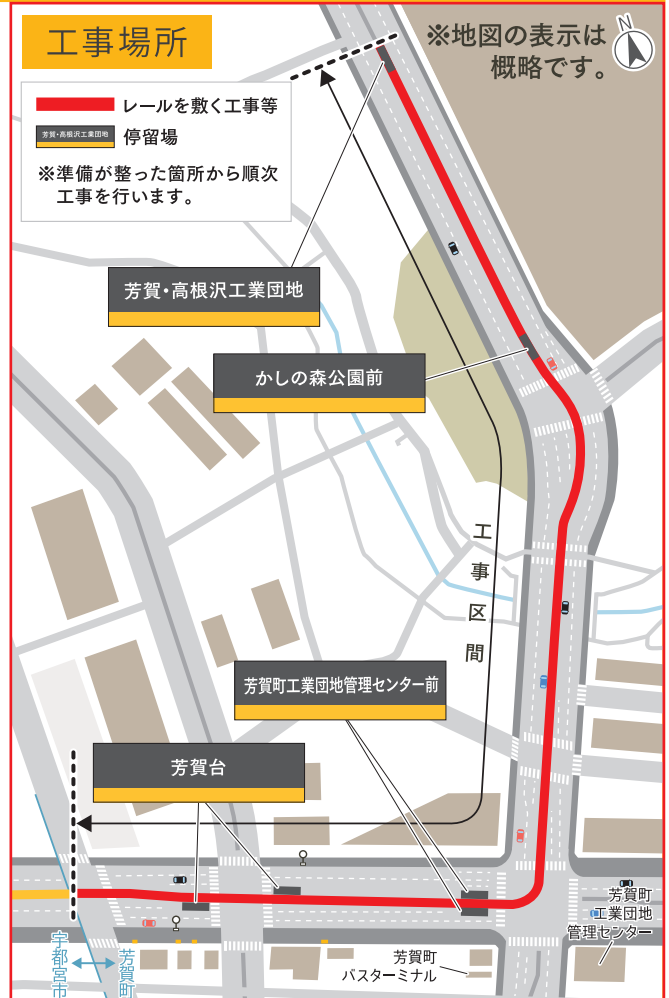 工事場所
※地図の表示は
概略です。
N
レールを敷く工事等
芳賀・高根沢工業団地
停留場
※準備が整った箇所から順次
工事を行います。
芳賀・高根沢工業団地
かしの森公園前
工事区間
芳賀町工業団地管理センター前
芳賀台
芳賀町
工業団地
管理センター
芳賀町
バスターミナル
宇都宮市
芳賀町